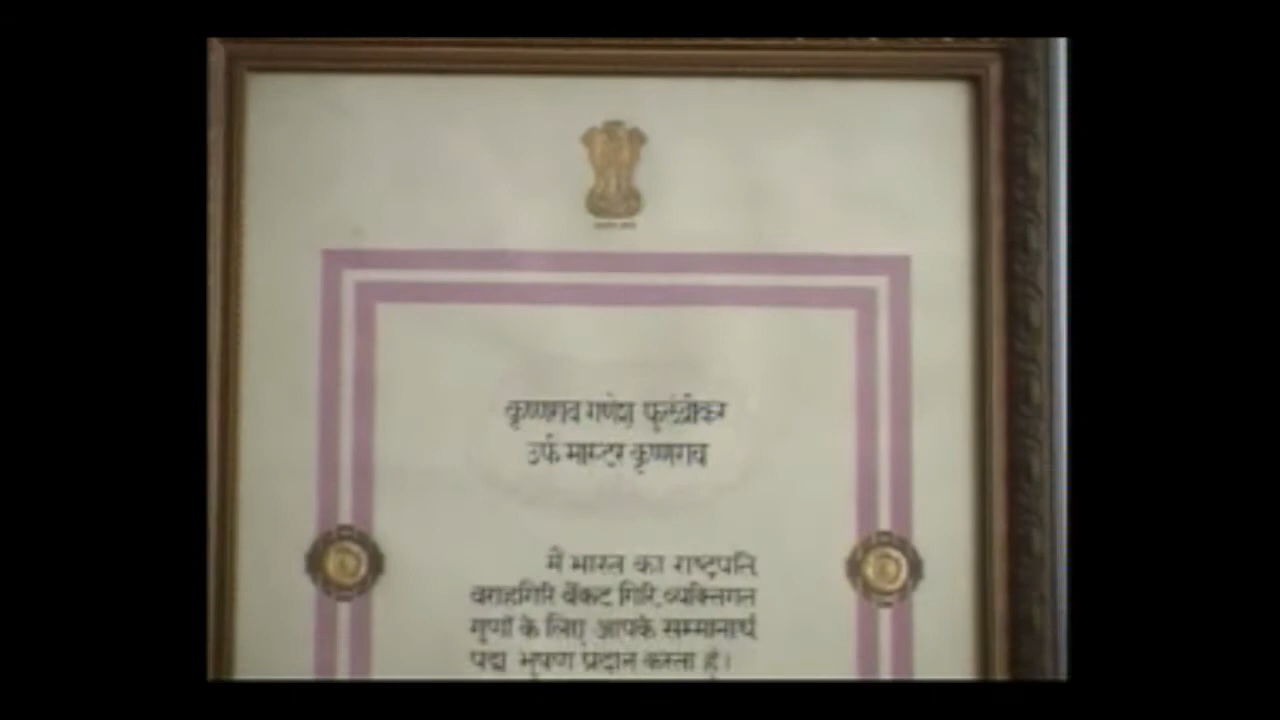 कृष्णराव गणेश फुलंब्रीकर
उर्फ मास्टर कृष्णराव
मैं भारत का राष्ट्रपति
वराहगिरि वेंकट गिरि, व्यक्तिगत
गुणों के लिए आपके सम्मानार्थ
पद्म भूषण प्रदान करता हूं।